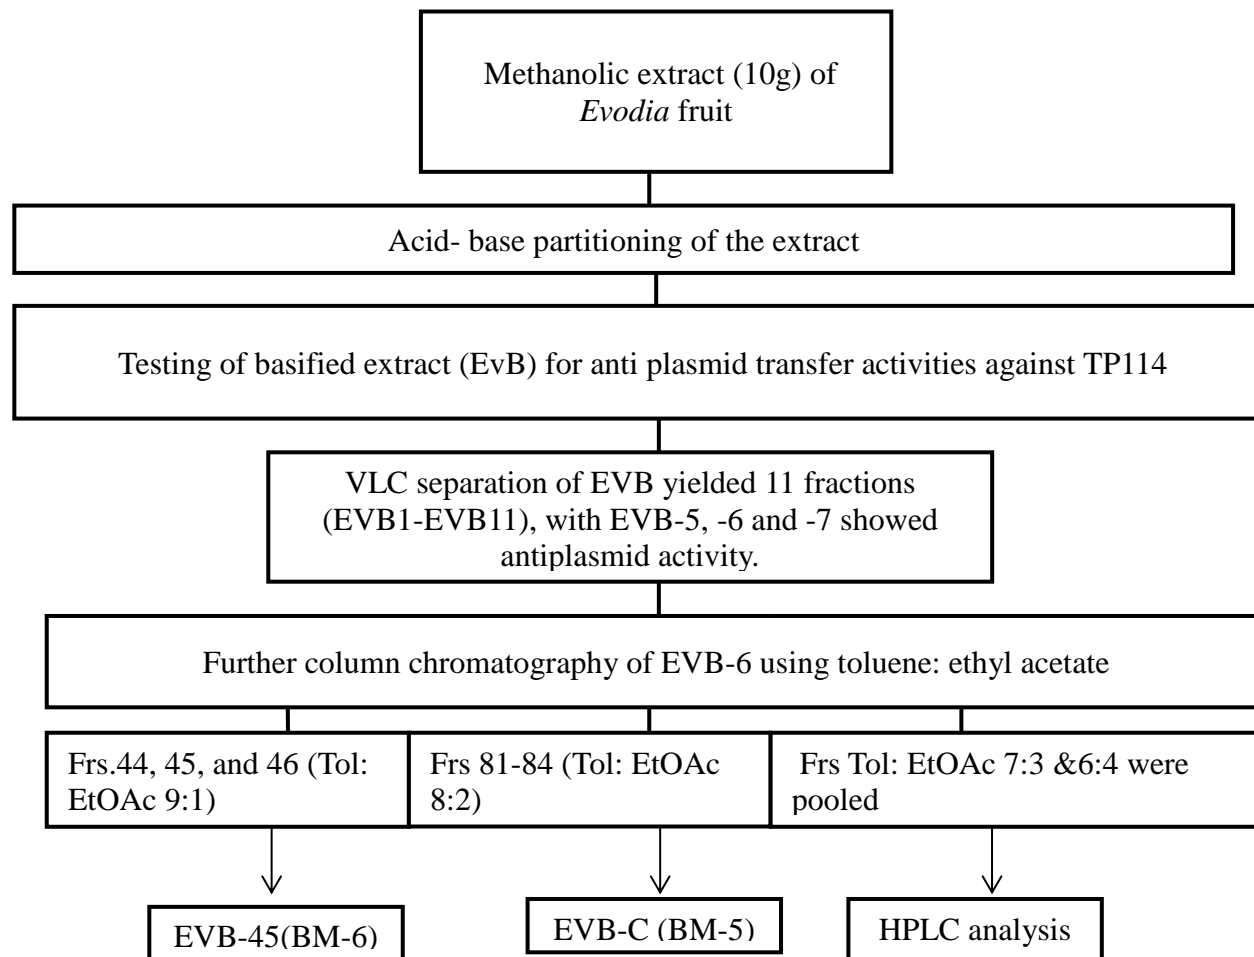 Methanolic extract (10g) of
Evodia fruit
Acid- base partitioning of the extract
Testing of basified extract (EvB) for anti plasmid transfer activities against TP114
VLC separation of EVB yielded 11 fractions
(EVB1-EVB11), with EVB-5, -6 and -7 showed
antiplasmid activity.
Further column chromatography of EVB-6 using toluene: ethyl acetate
Frs.44, 45, and 46 (Tol:
EtOAc 9:1)
Frs 81-84 (Tol: EtOAc
8:2)
Frs Tol: EtOAc 7:3 &6:4 were
pooled
EVB-45(BM-6)
EVB-C (BM-5)
HPLC analysis